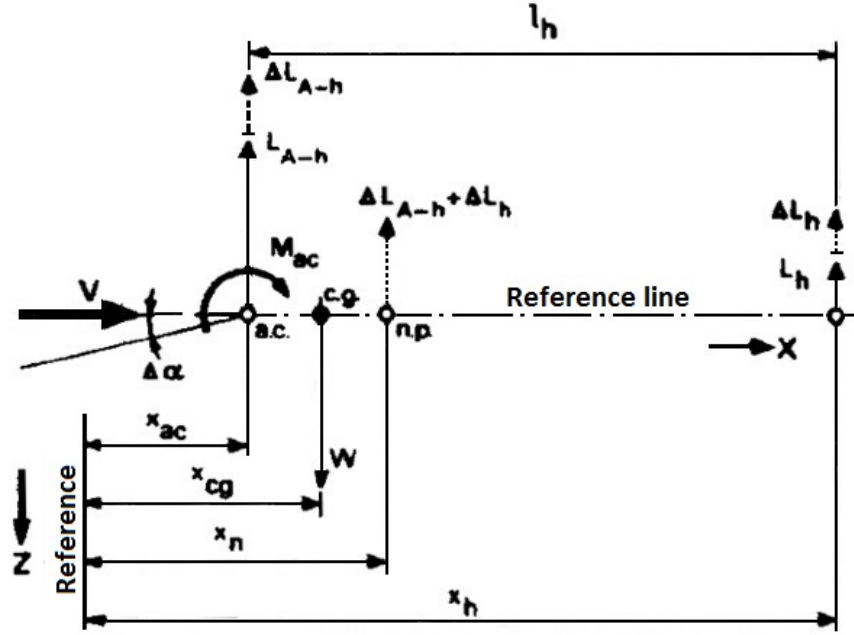 l_h
ΔL_A-h
L_A-h
ΔL_A-h + ΔL_h
ΔL_h
M_ac
L_h
V
c.g.
Reference line
a.c.
n.p.
X
Δα
x_ac
W
x_cg
Reference
x_n
Z
x_h